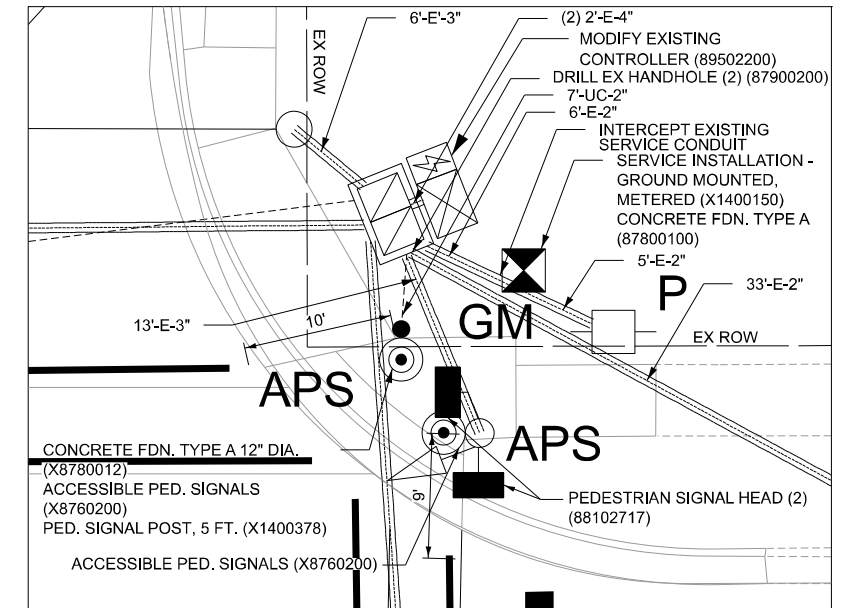 6'-E'-3"
(2) 2'-E-4"
MODIFY EXISTING
CONTROLLER (89502200)
DRILL EX HANDHOLE (2) (87900200)
7'-UC-2"
6'-E-2"
INTERCEPT EXISTING
SERVICE CONDUIT
SERVICE INSTALLATION -
GROUND MOUNTED,
METERED (X1400150)
CONCRETE FDN. TYPE A
(87800100)
EX ROW
5'-E-2"
P
33'-E-2"
13'-E-3"
10'
GM
EX ROW
APS
APS
CONCRETE FDN. TYPE A 12" DIA.
(X8780012)
ACCESSIBLE PED. SIGNALS
(X8760200)
PED. SIGNAL POST, 5 FT. (X1400378)
6'
PEDESTRIAN SIGNAL HEAD (2)
(88102717)
ACCESSIBLE PED. SIGNALS (X8760200)